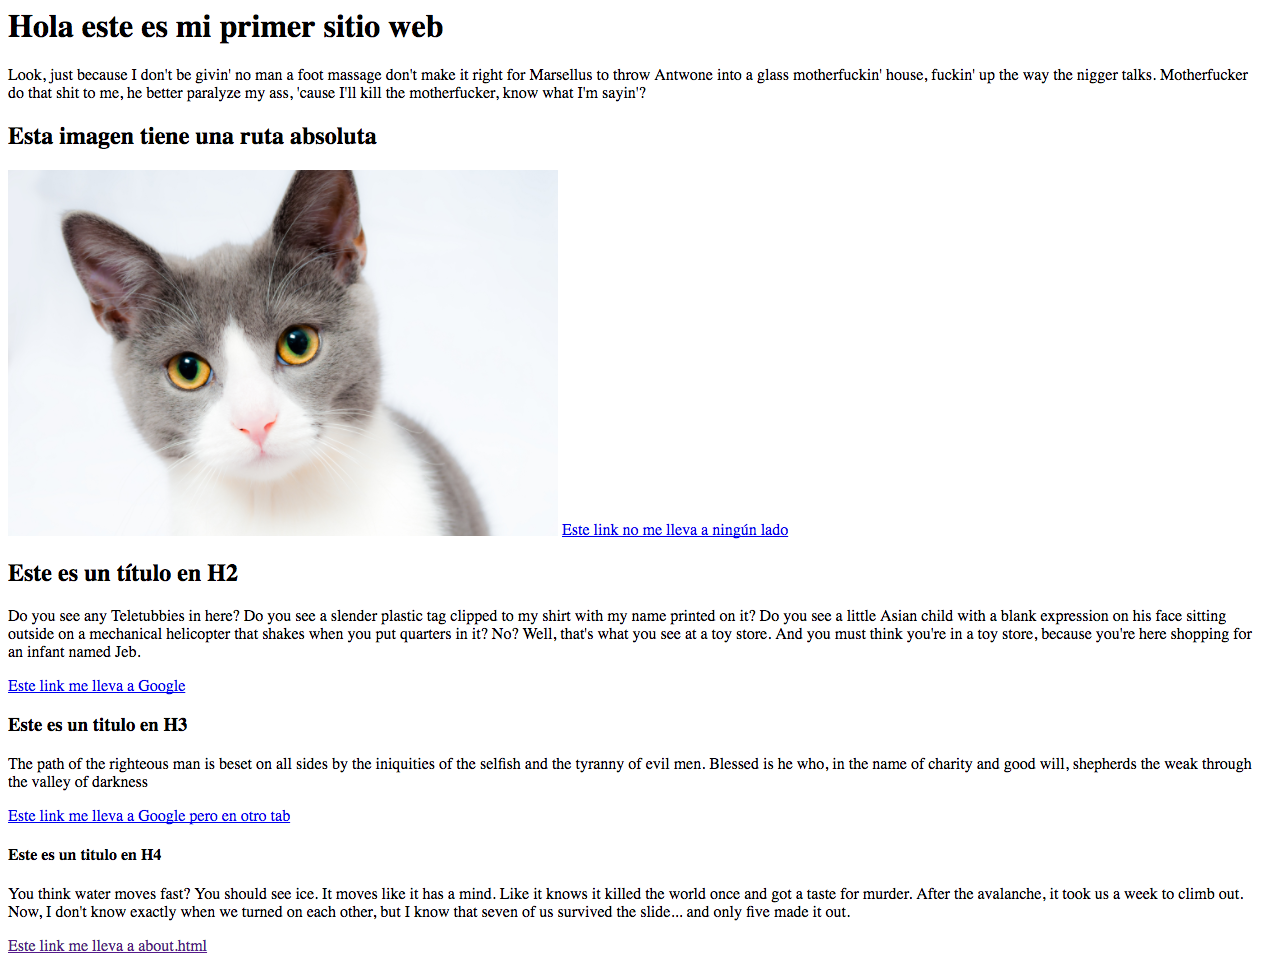 Hola este es mi primer sitio web
Look, just because I don't be givin' no man a foot massage don't make it right for Marsellus to throw Antwone into a glass motherfuckin' house, fuckin' up the way the nigger talks. Motherfucker
do that shit to me, he better paralyze my ass, 'cause I'll kill the motherfucker, know what I'm sayin'?
Esta imagen tiene una ruta absoluta
Este link no me lleva a ningún lado
Este es un título en H2
Do you see any Teletubbies in here? Do you see a slender plastic tag clipped to my shirt with my name printed on it? Do you see a little Asian child with a blank expression on his face sitting
outside on a mechanical helicopter that shakes when you put quarters in it? No? Well, that's what you see at a toy store. And you must think you're in a toy store, because you're here shopping for
an infant named Jeb.
Este link me lleva a Google
Este es un titulo en H3
The path of the righteous man is beset on all sides by the iniquities of the selfish and the tyranny of evil men. Blessed is he who, in the name of charity and good will, shepherds the weak through
the valley of darkness
Este link me lleva a Google pero en otro tab
Este es un titulo en H4
You think water moves fast? You should see ice. It moves like it has a mind. Like it knows it killed the world once and got a taste for murder. After the avalanche, it took us a week to climb out.
Now, I don't know exactly when we turned on each other, but I know that seven of us survived the slide... and only five made it out.
Este link me lleva a about.html